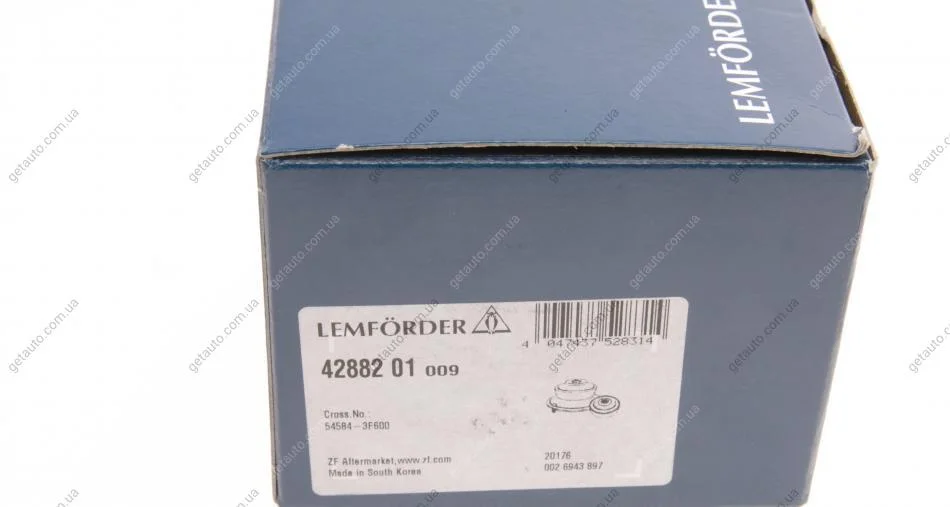 LEMFÖRDE
LEMFÖRDER
4 047437 528314
42882 01 009
Cross.No.:
54584-3F600
ZF Aftermarket,www.zf.com
Made in South Korea
20176
002 6943 897
getauto.com.ua